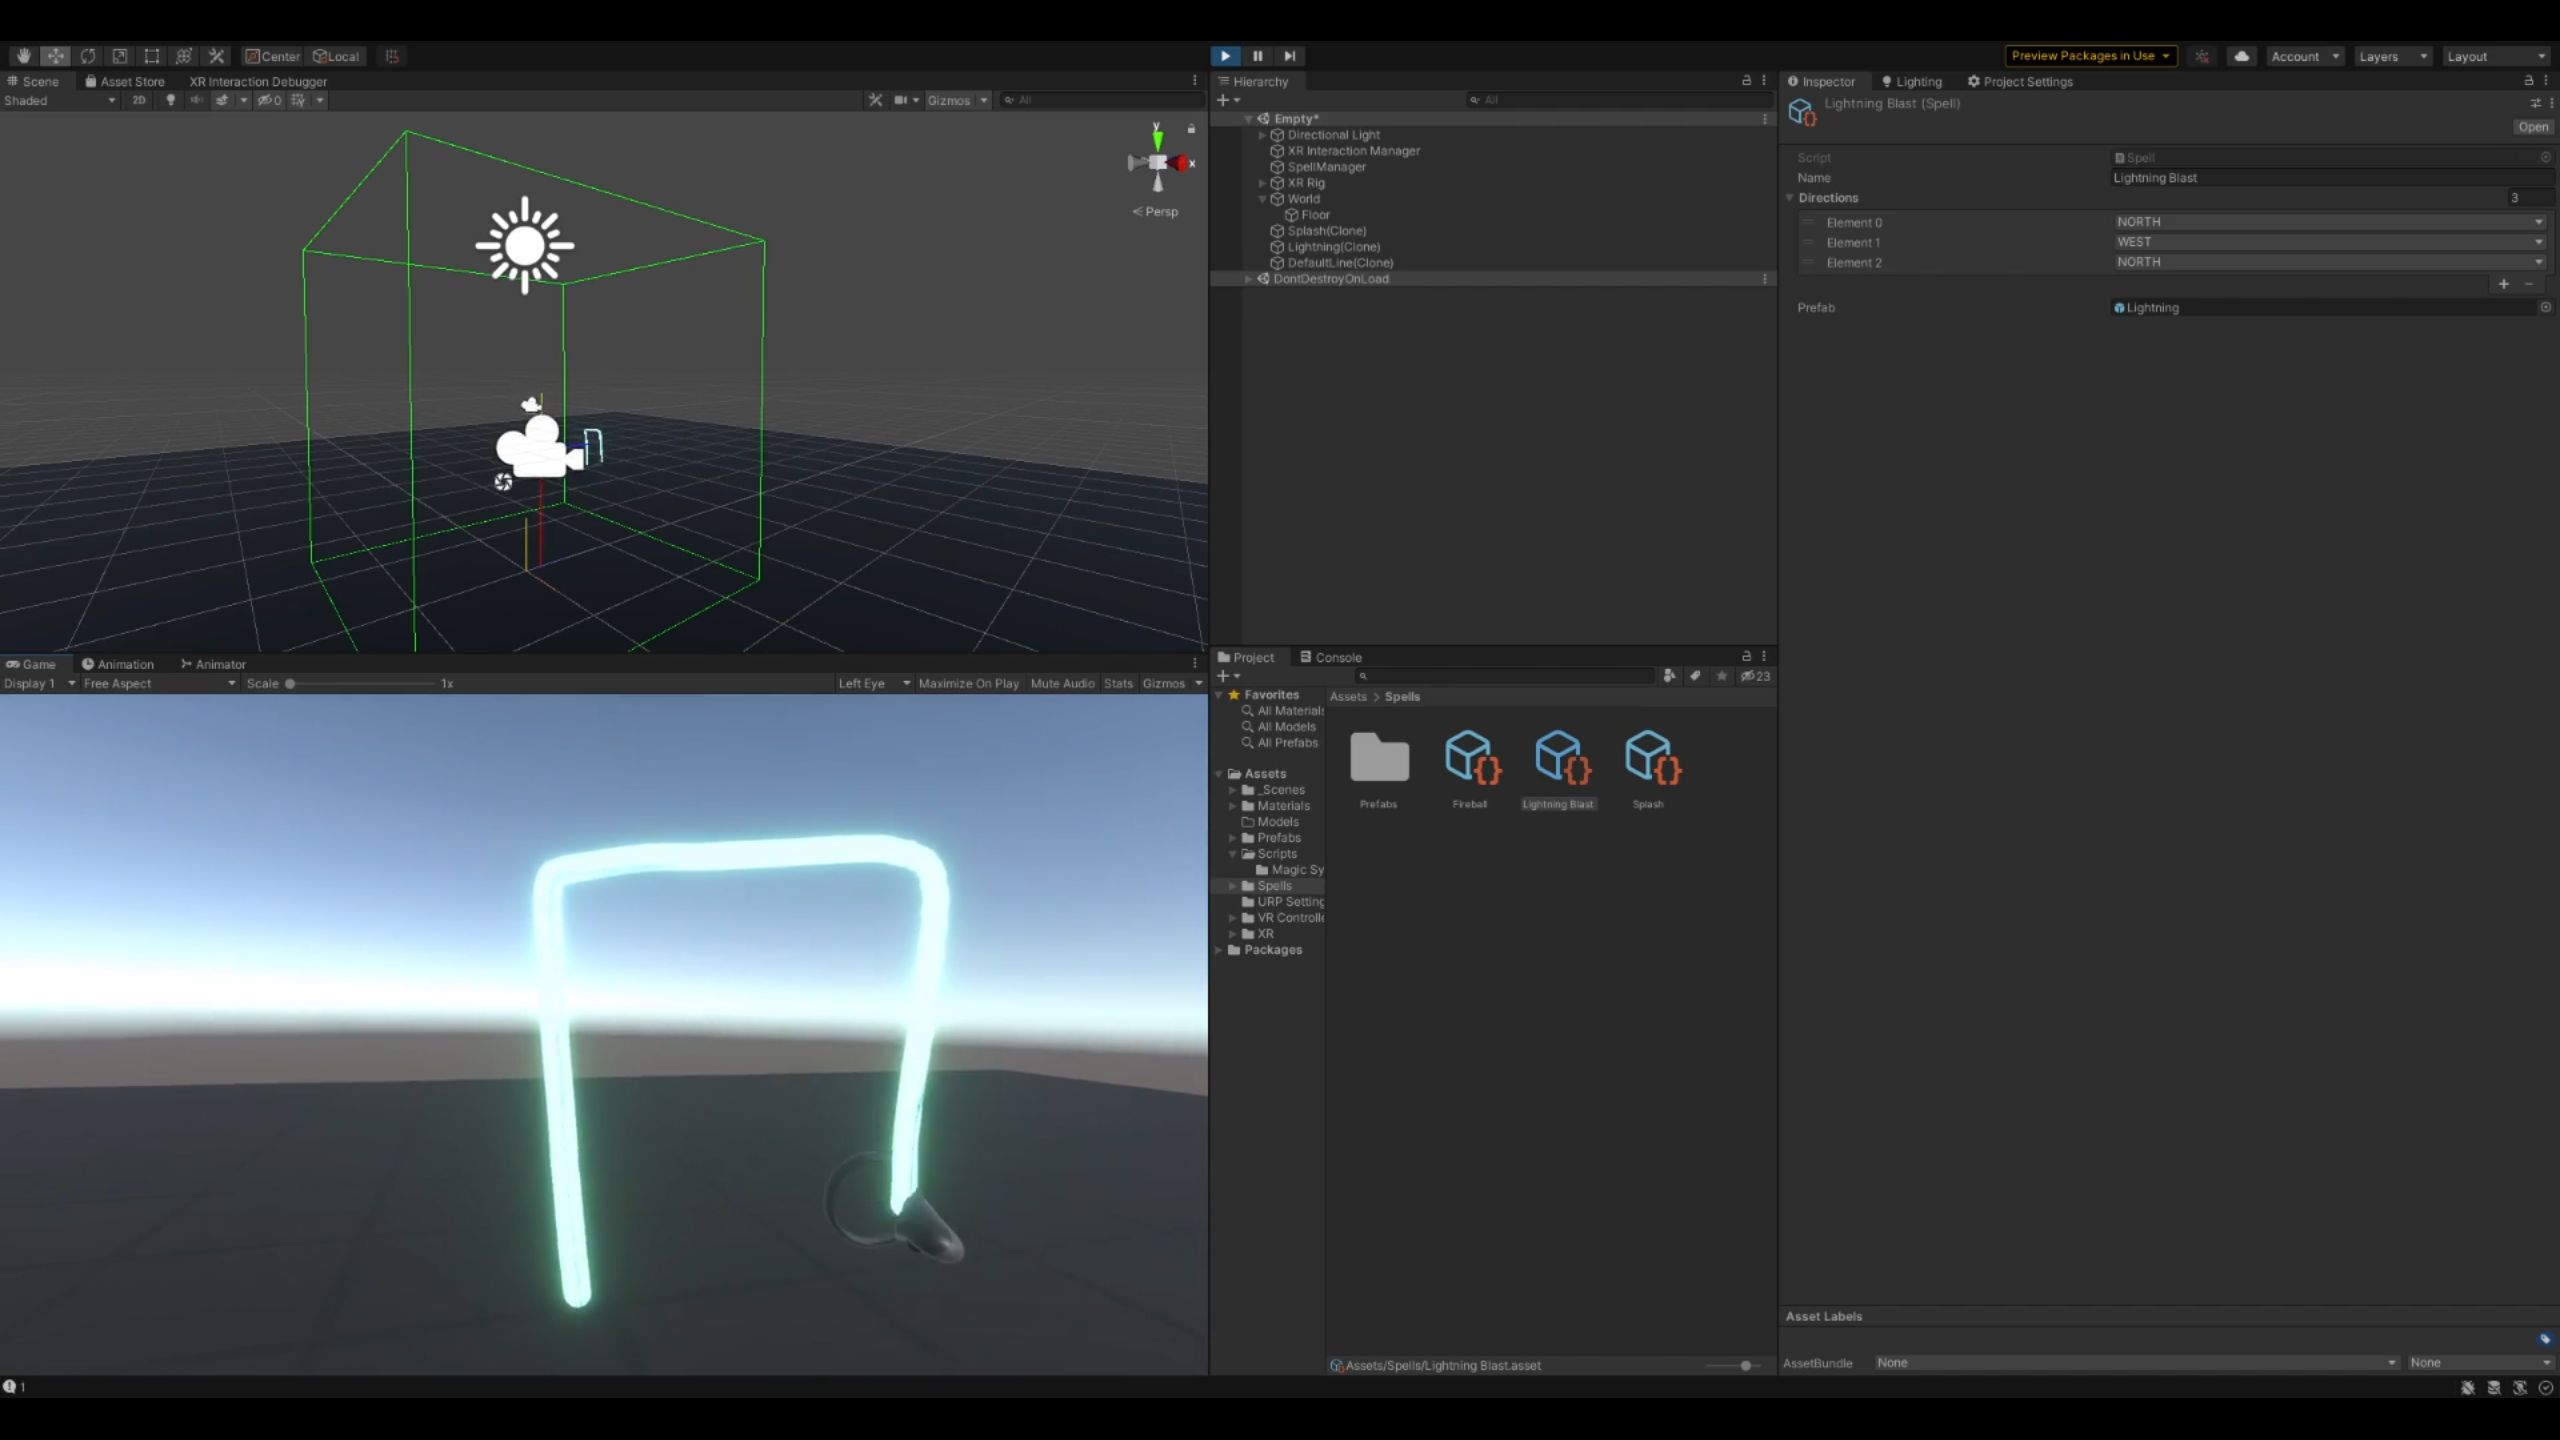 Center
Local
Preview Packages in Use
Account
Layers
Layout
Scene
Asset Store
XR Interaction Debugger
Shaded
2D
0
Gizmos
All
y
x
Persp
Hierarchy
All
Empty*
Directional Light
XR Interaction Manager
SpellManager
XR Rig
World
Floor
Splash(Clone)
Lightning(Clone)
DefaultLine(Clone)
DontDestroyOnLoad
Inspector
Lighting
Project Settings
Lightning Blast (Spell)
Open
Script
Spell
Name
Lightning Blast
Directions
3
Element 0
NORTH
Element 1
WEST
Element 2
NORTH
Prefab
Lightning
Game
Animation
Animator
Display 1
Free Aspect
Scale
1x
Left Eye
Maximize On Play
Mute Audio
Stats
Gizmos
Project
Console
23
Favorites
All Materials
All Models
All Prefabs
Assets
_Scenes
Materials
Models
Prefabs
Scripts
Magic Sy
Spells
URP Setting
VR Controlle
XR
Packages
Assets > Spells
Prefabs
Fireball
Lightning Blast
Splash
Assets/Spells/Lightning Blast.asset
Asset Labels
AssetBundle
None
None
1